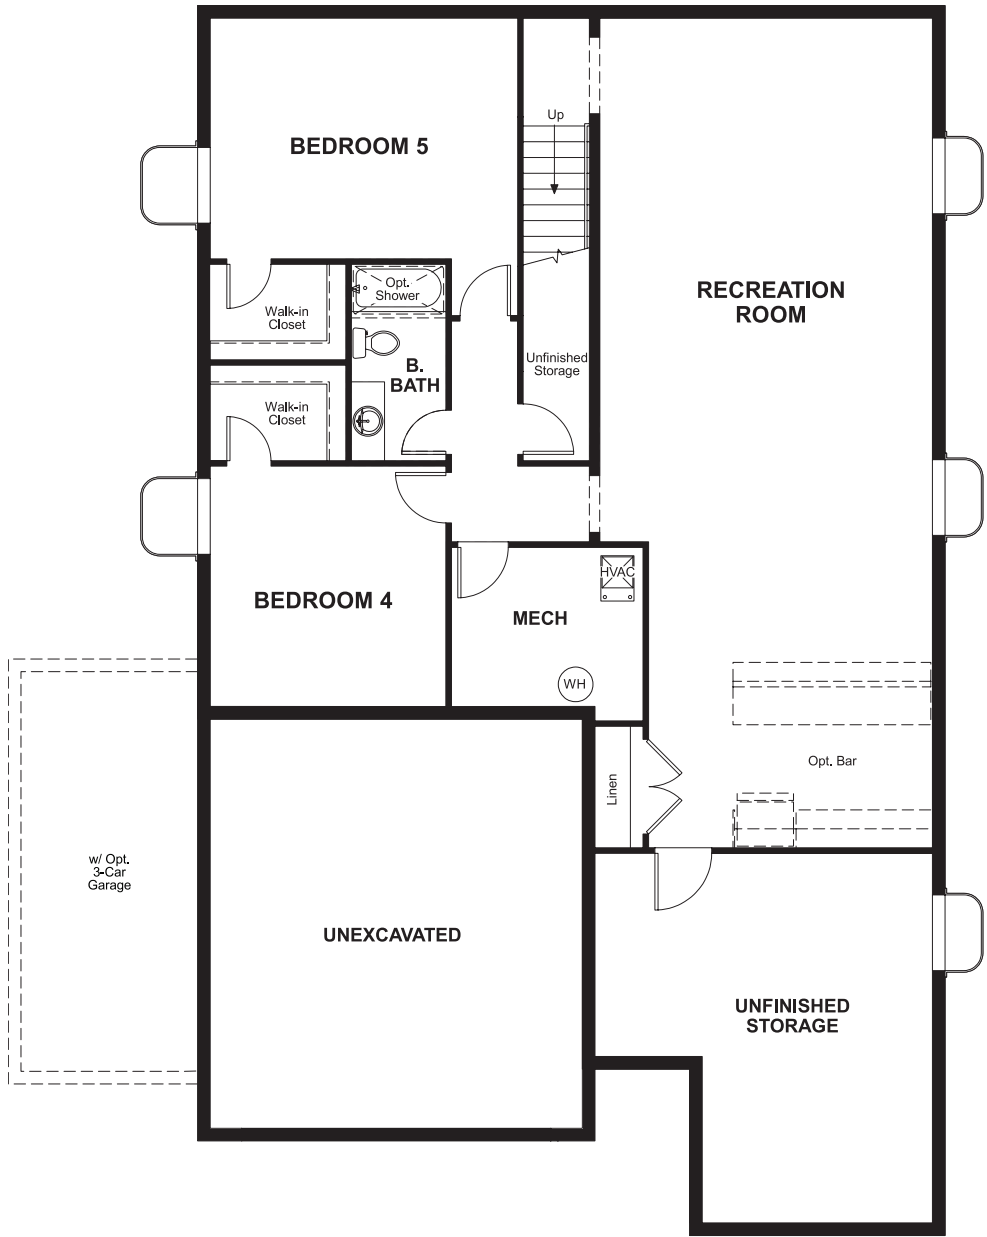 Up
BEDROOM 5
Opt.
Shower
RECREATION
ROOM
Walk-in
Closet
Unfinished
Storage
B.
BATH
Walk-in
Closet
HVAC
BEDROOM 4
MECH
WH
Opt. Bar
Linen
w/ Opt.
3-Car
Garage
UNEXCAVATED
UNFINISHED
STORAGE